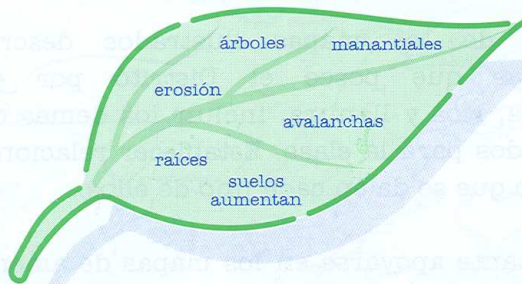 árboles
manantiales
erosión
avalanchas
raíces
suelos
aumentan